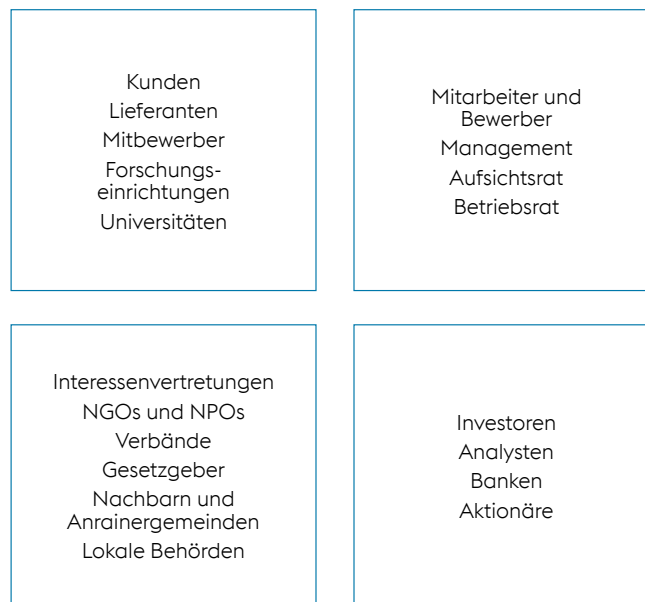 Kunden
Lieferanten
Mitbewerber
Forschungs-
einrichtungen
Universitäten
Mitarbeiter und
Bewerber
Management
Aufsichtsrat
Betriebsrat
Interessenvertretungen
NGOs und NPOs
Verbände
Gesetzgeber
Nachbarn und
Anrainergemeinden
Lokale Behörden
Investoren
Analysten
Banken
Aktionäre